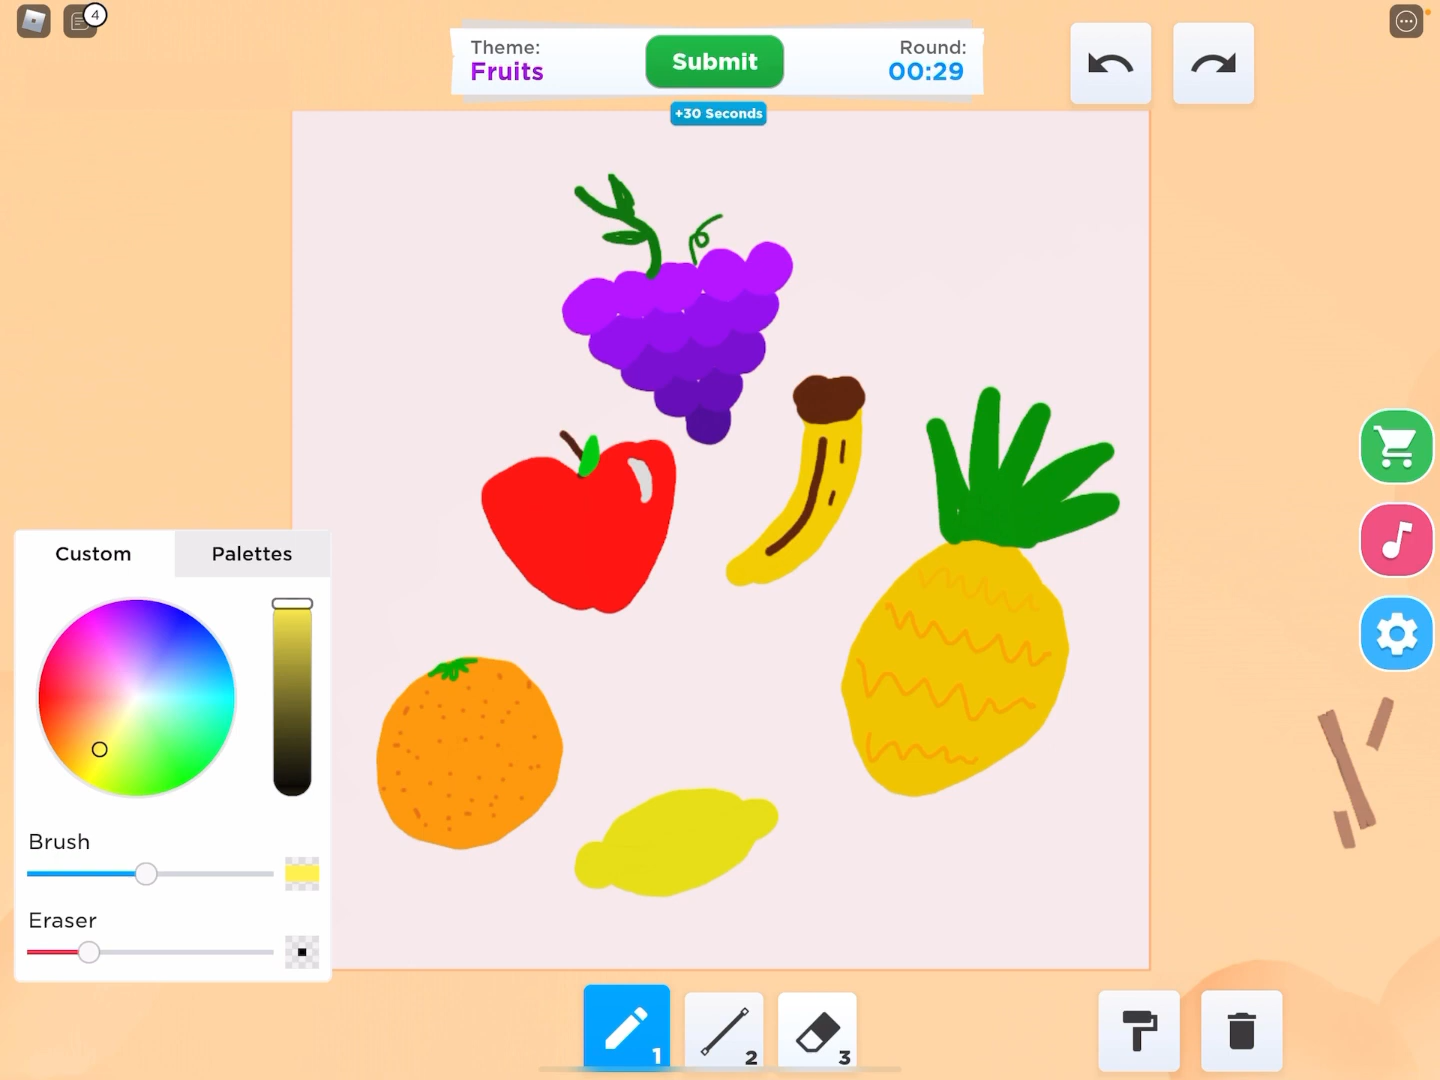 4
Theme:
Fruits
Submit
Round:
00:29
+30 Seconds
Custom
Palettes
Brush
Eraser
1
2
3